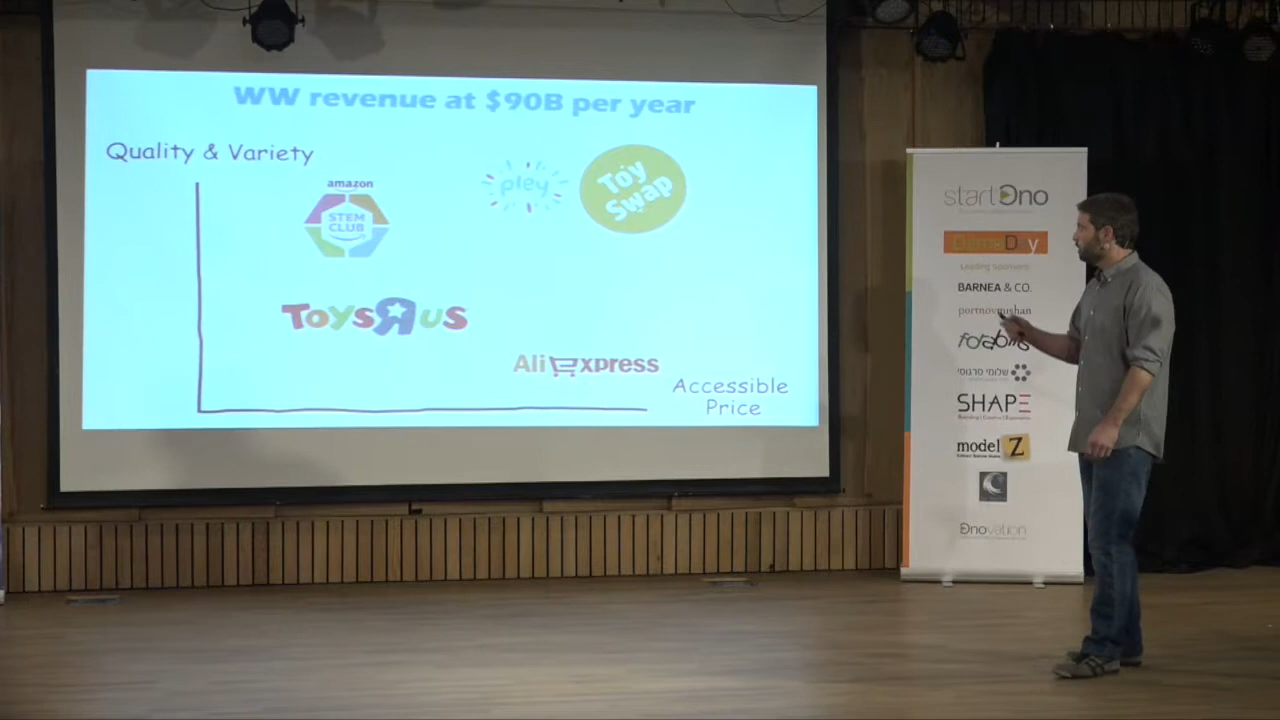 WW revenue at $90B per year
Quality & Variety
amazon
STEM
CLUB
pley
Toy
Swap
TOYSRUS
AliExpress
Accessible
Price
startOno
BARNEA & CO.
שלומי סרגוסי
SHAPE
model Z
Onovation